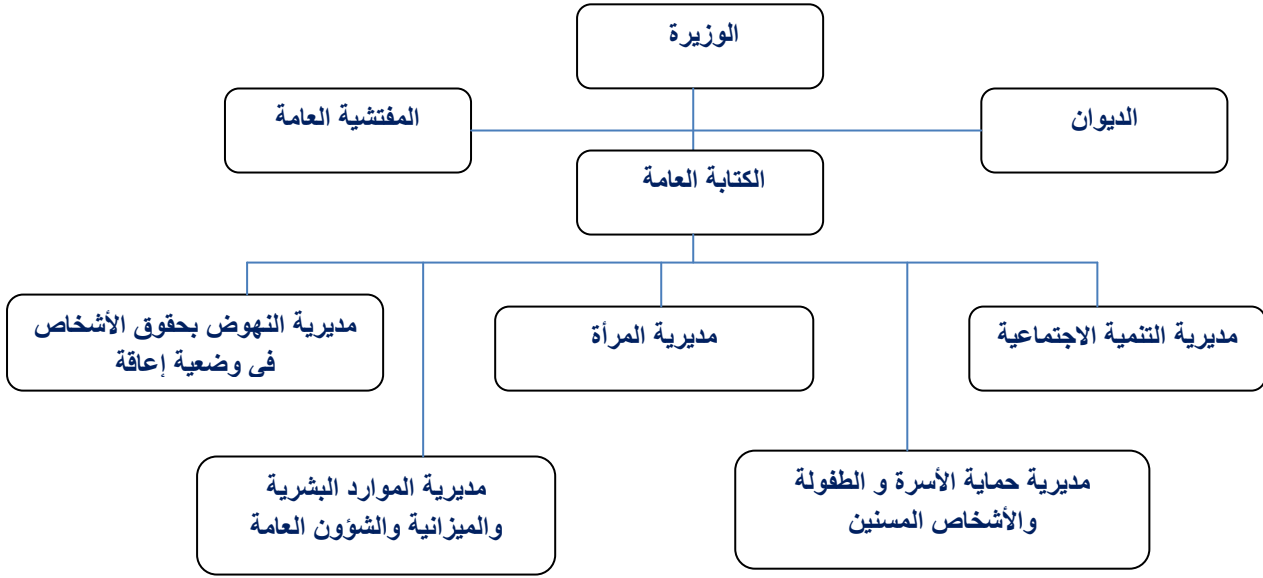 الوزيرة
الديوان
المفتشية العامة
الكتابة العامة
مديرية التنمية الاجتماعية
مديرية المرأة
مديرية النهوض بحقوق الأشخاص
في وضعية إعاقة
مديرية حماية الأسرة و الطفولة
والأشخاص المسنين
مديرية الموارد البشرية
والميزانية والشؤون العامة